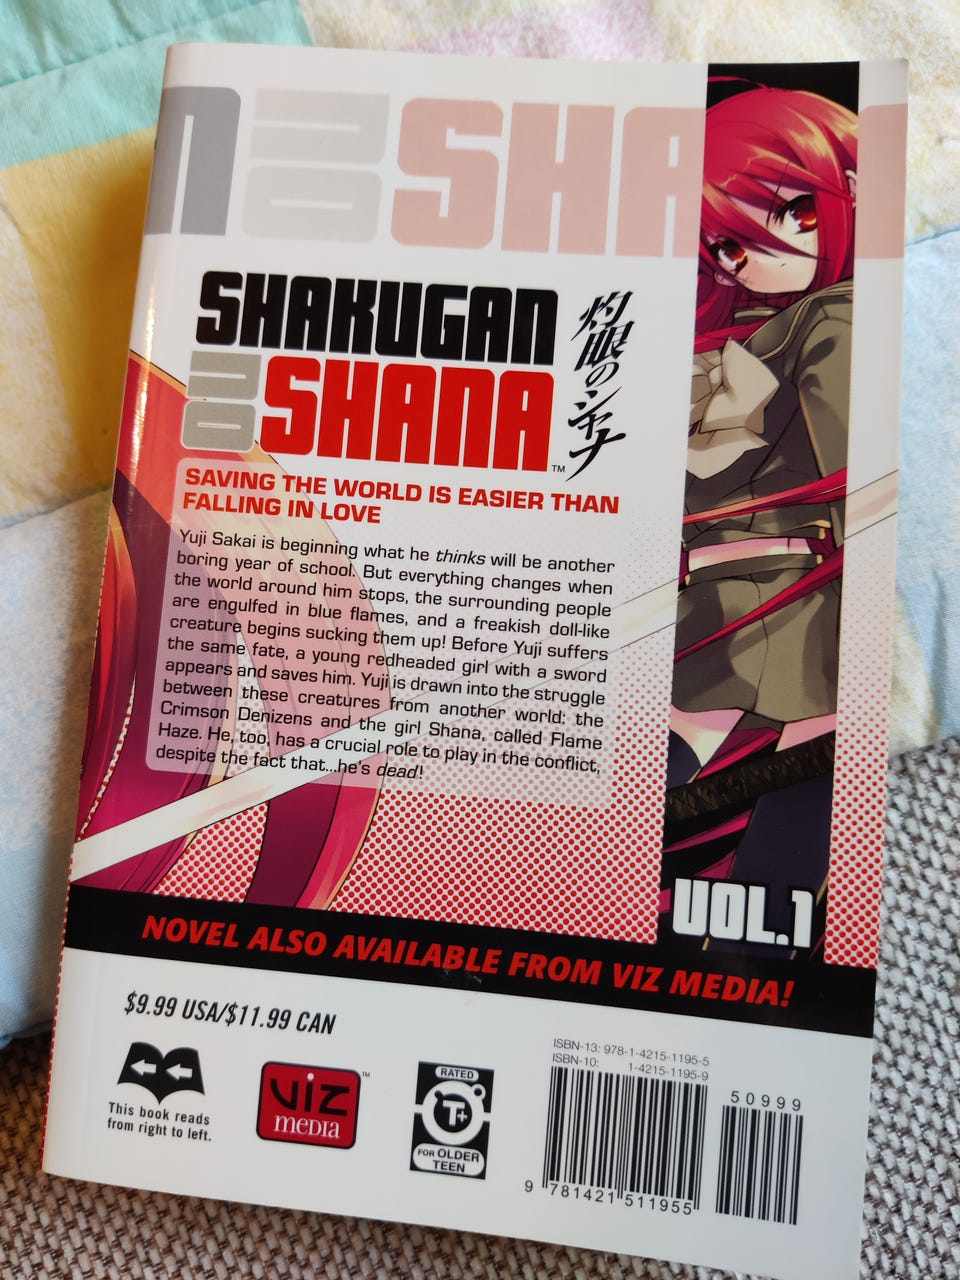 N NO SHANA
SHAKUGAN
NO SHANA™
灼眼のシャナ
SAVING THE WORLD IS EASIER THAN
FALLING IN LOVE
Yuji Sakai is beginning what he thinks will be another
boring year of school. But everything changes when
the world around him stops, the surrounding people
are engulfed in blue flames, and a freakish doll-like
creature begins sucking them up! Before Yuji suffers
the same fate, a young redheaded girl with a sword
appears and saves him. Yuji is drawn into the struggle
between these creatures from another world: the
Crimson Denizens and the girl Shana, called Flame
Haze. He, too, has a crucial role to play in the conflict,
despite the fact that...he's dead!
VOL.1
NOVEL ALSO AVAILABLE FROM VIZ MEDIA!
$9.99 USA/$11.99 CAN
This book reads
from right to left.
VIZ
media™
RATED
T+
FOR OLDER
TEEN
ISBN-13: 978-1-4215-1195-5
ISBN-10: 1-4215-1195-9
50999
9 781421 511955